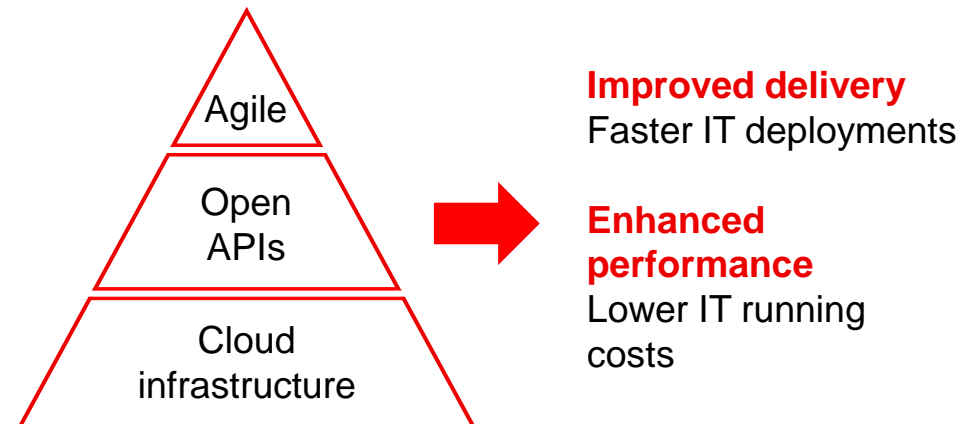 Agile
Open
APIs
Cloud
infrastructure
Improved delivery
Faster IT deployments
Enhanced
performance
Lower IT running
costs